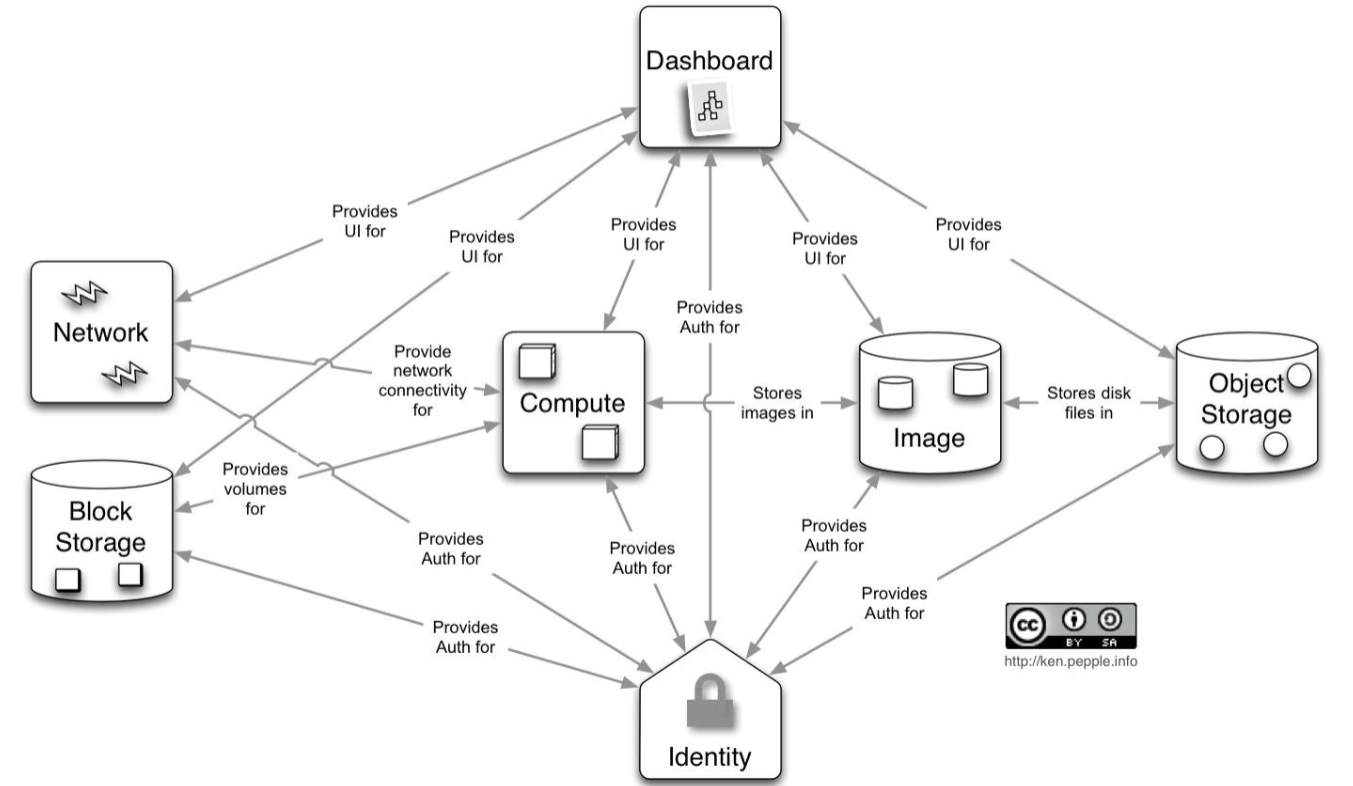 Dashboard
Provides
UI for
Provides
UI for
Provides
UI for
Provides
UI for
Provides
UI for
Provides
Auth for
Network
Provide
network
connectivity
for
Compute
Stores
images in
Image
Stores disk
files in
Object
Storage
Block
Storage
Provides
volumes
for
Provides
Auth for
Provides
Auth for
Provides
Auth for
Provides
Auth for
Provides
Auth for
Identity
cc
BY SA
http://ken.pepple.info